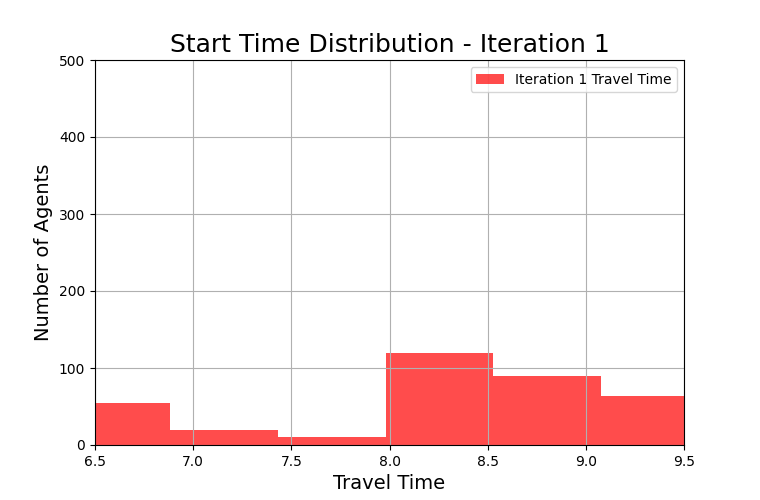 Start Time Distribution - Iteration 1
Iteration 1 Travel Time
Number of Agents
500
400
300
200
100
0
6.5 7.0 7.5 8.0 8.5 9.0 9.5
Travel Time